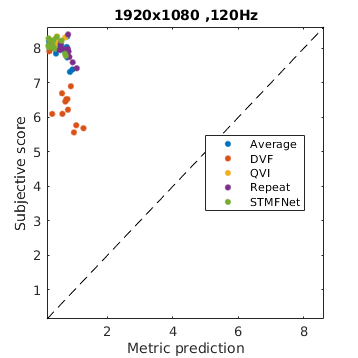 1920x1080 ,120Hz
Subjective score
8
7
6
5
4
3
2
1
Average
DVF
QVI
Repeat
STMFNet
2 4 6 8
Metric prediction